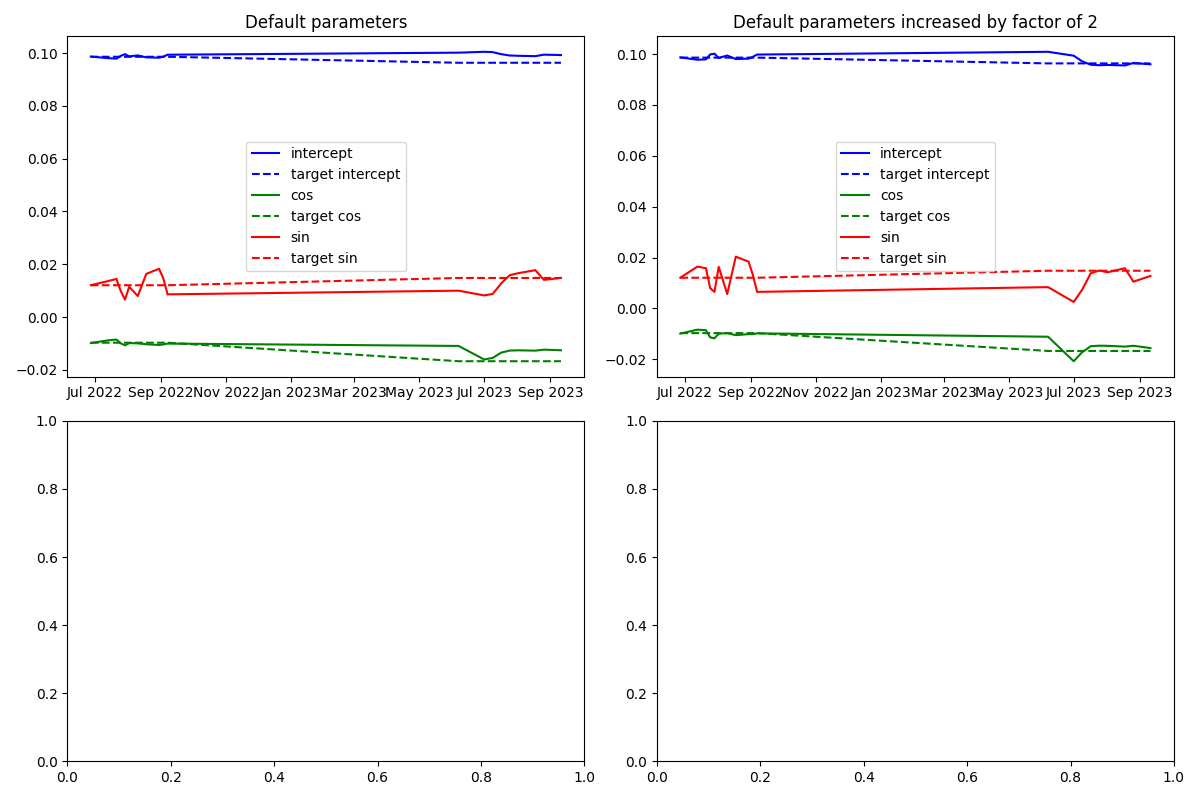 Default parameters
0.10
0.08
0.06
0.04
0.02
0.00
−0.02
intercept
target intercept
cos
target cos
sin
target sin
Jul 2022 Sep 2022 Nov 2022 Jan 2023 Mar 2023 May 2023 Jul 2023 Sep 2023
Default parameters increased by factor of 2
0.10
0.08
0.06
0.04
0.02
0.00
−0.02
intercept
target intercept
cos
target cos
sin
target sin
Jul 2022 Sep 2022 Nov 2022 Jan 2023 Mar 2023 May 2023 Jul 2023 Sep 2023
1.0
0.8
0.6
0.4
0.2
0.0
0.0 0.2 0.4 0.6 0.8 1.0
1.0
0.8
0.6
0.4
0.2
0.0
0.0 0.2 0.4 0.6 0.8 1.0